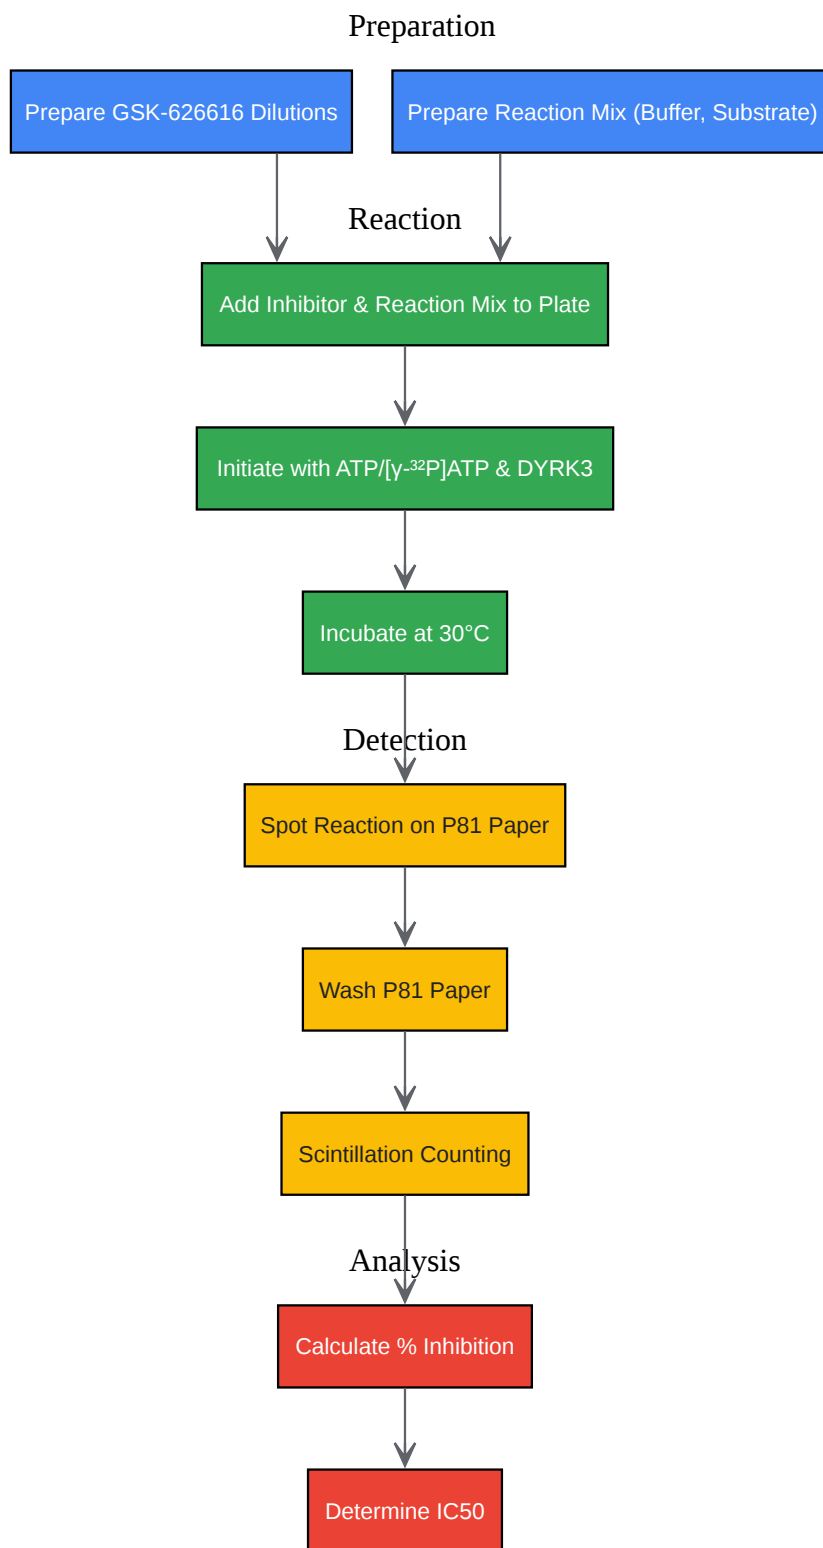 Preparation
Prepare GSK-626616 Dilutions
Prepare Reaction Mix (Buffer, Substrate)
Reaction
Add Inhibitor & Reaction Mix to Plate
Initiate with ATP/[γ-³²P]ATP & DYRK3
Incubate at 30°C
Detection
Spot Reaction on P81 Paper
Wash P81 Paper
Scintillation Counting
Analysis
Calculate % Inhibition
Determine IC50